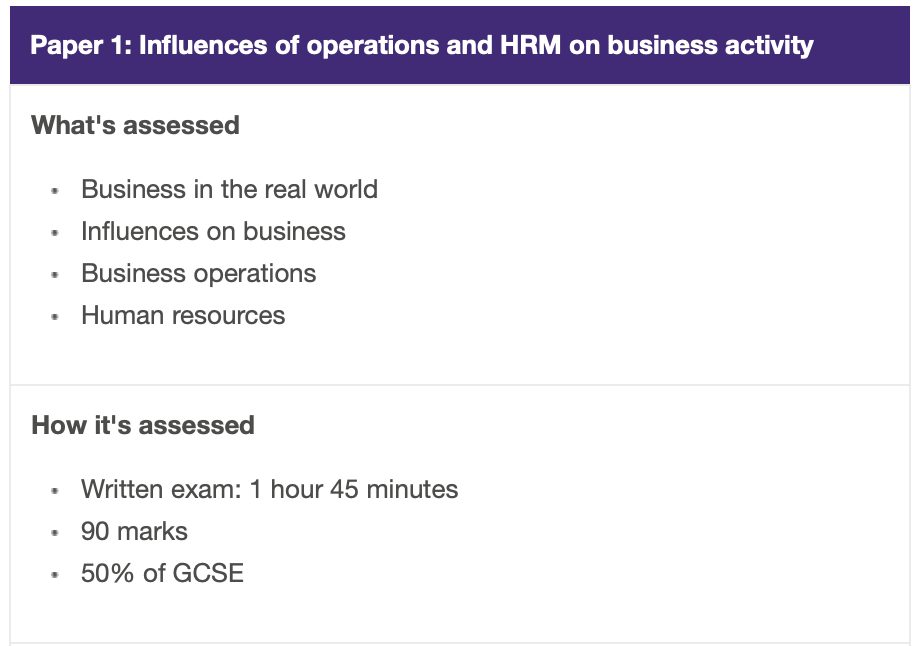 Paper 1: Influences of operations and HRM on business activity
What's assessed
• Business in the real world
• Influences on business
• Business operations
• Human resources
How it's assessed
• Written exam: 1 hour 45 minutes
• 90 marks
• 50% of GCSE